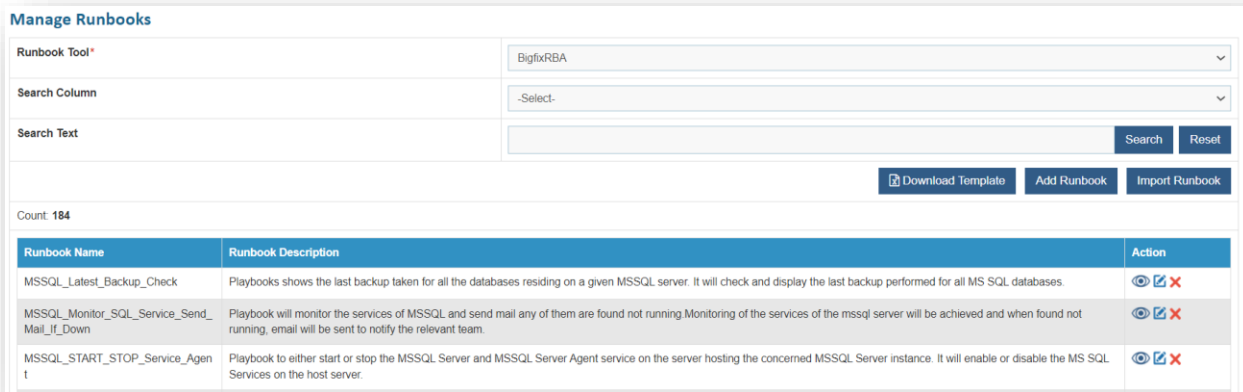 Manage Runbooks
Runbook Tool*
BigfixRBA
Search Column
-Select-
Search Text
Search
Reset
Download Template
Add Runbook
Import Runbook
Count: 184
Runbook Name
Runbook Description
Action
MSSQL_Latest_Backup_Check
Playbooks shows the last backup taken for all the databases residing on a given MSSQL server. It will check and display the last backup performed for all MS SQL databases.
MSSQL_Monitor_SQL_Service_Send_
Mail_If_Down
Playbook will monitor the services of MSSQL and send mail any of them are found not running.Monitoring of the services of the mssql server will be achieved and when found not
running, email will be sent to notify the relevant team.
MSSQL_START_STOP_Service_Agen
t
Playbook to either start or stop the MSSQL Server and MSSQL Server Agent service on the server hosting the concerned MSSQL Server instance. It will enable or disable the MS SQL
Services on the host server.